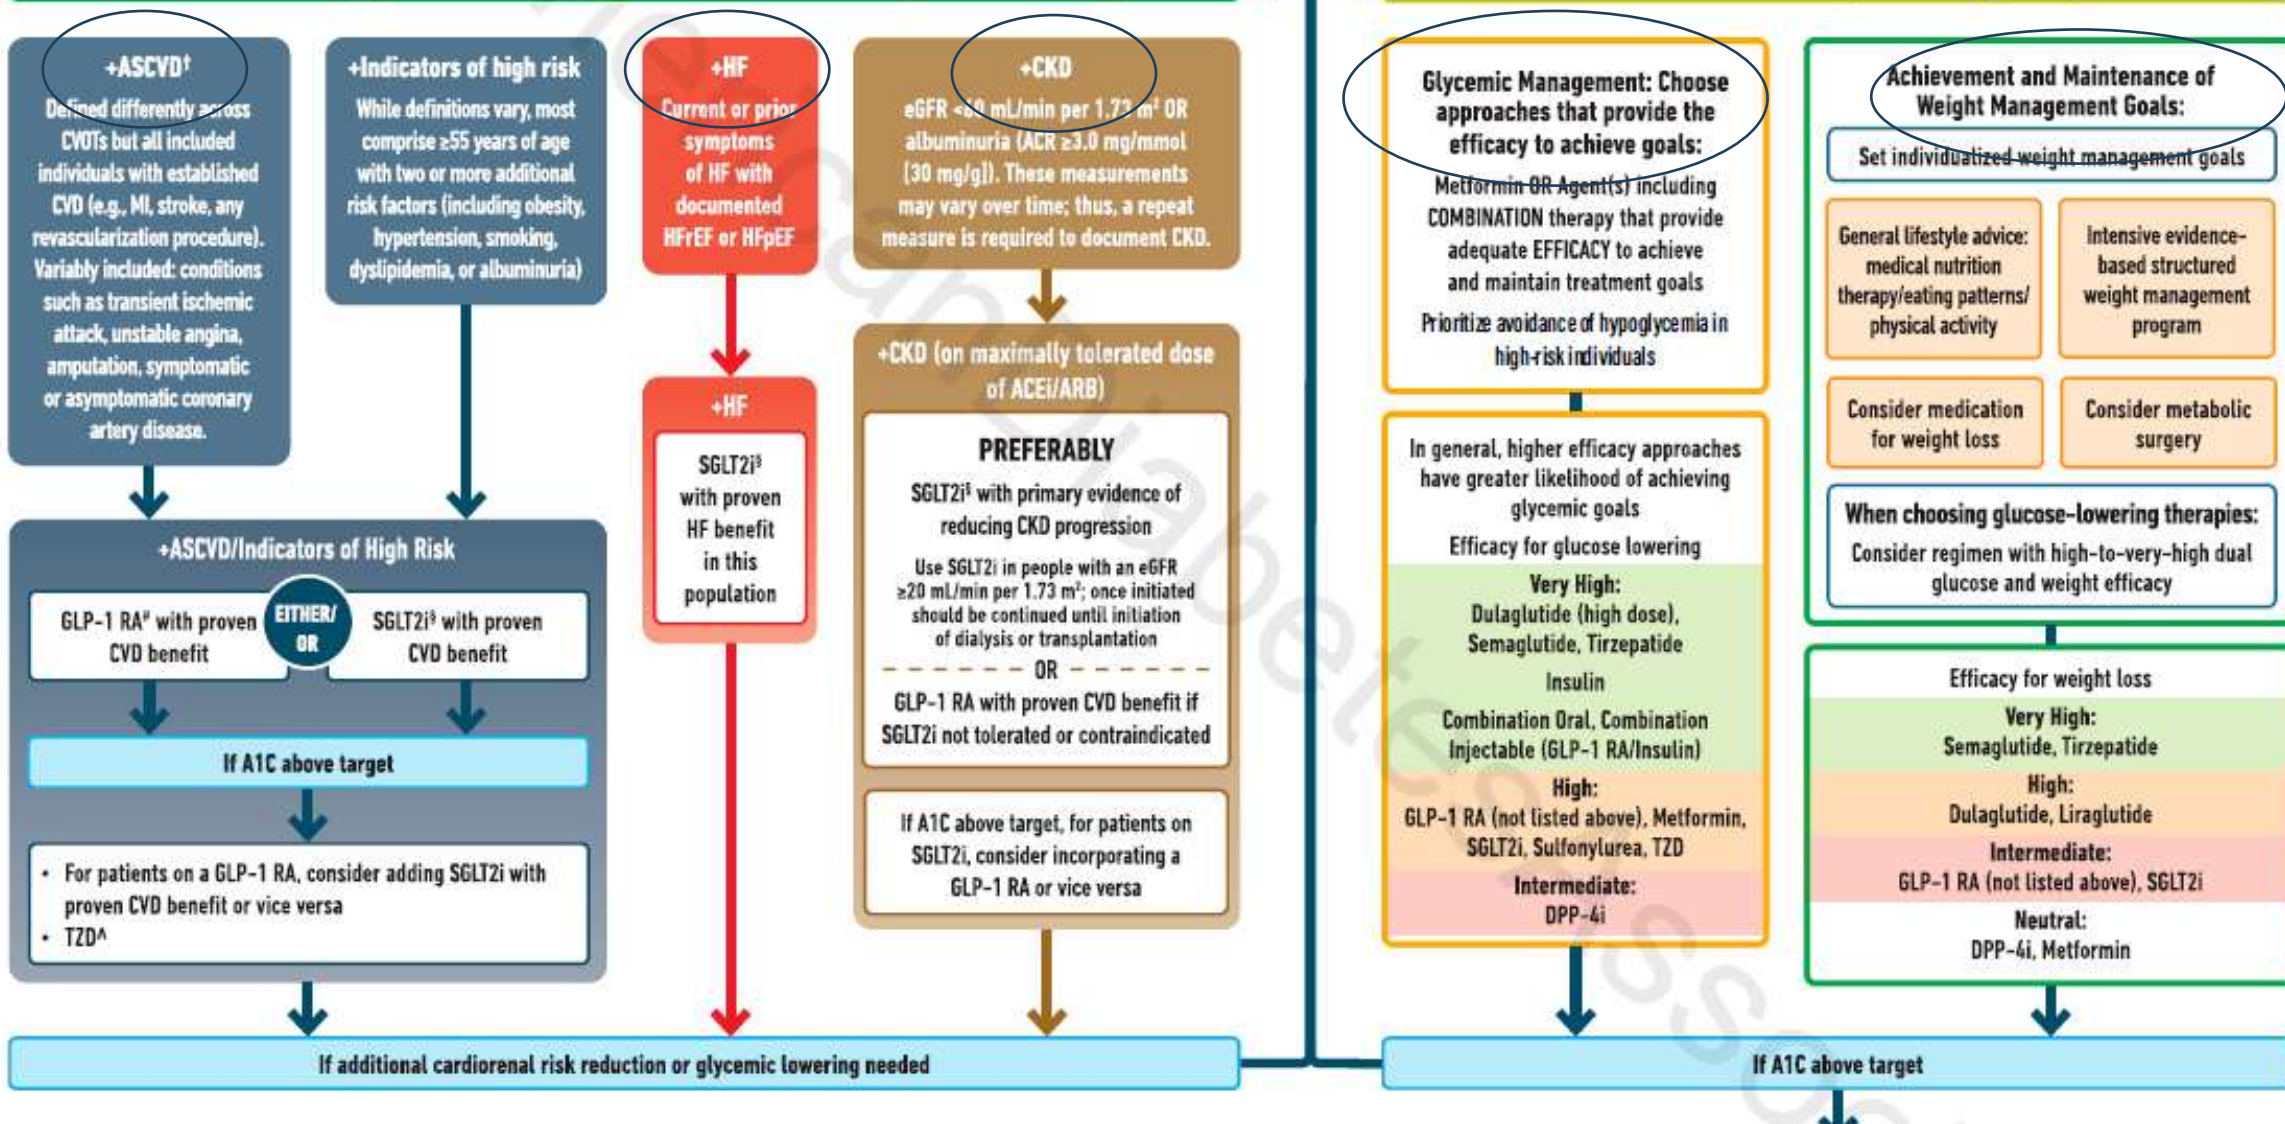 +ASCVD†
Defined differently across
CVOTs but all included
individuals with established
CVD (e.g., MI, stroke, any
revascularization procedure).
Variably included: conditions
such as transient ischemic
attack, unstable angina,
amputation, symptomatic
or asymptomatic coronary
artery disease.
+Indicators of high risk
While definitions vary, most
comprise ≥55 years of age
with two or more additional
risk factors (including obesity,
hypertension, smoking,
dyslipidemia, or albuminuria)
+ASCVD/Indicators of High Risk
GLP-1 RA# with proven
CVD benefit
EITHER/
OR
SGLT2i§ with proven
CVD benefit
If A1C above target
• For patients on a GLP-1 RA, consider adding SGLT2i with
proven CVD benefit or vice versa
• TZD^
+HF
Current or prior
symptoms
of HF with
documented
HFrEF or HFpEF
+HF
SGLT2i§
with proven
HF benefit
in this
population
+CKD
eGFR <60 mL/min per 1.73 m² OR
albuminuria (ACR ≥3.0 mg/mmol
[30 mg/g]). These measurements
may vary over time; thus, a repeat
measure is required to document CKD.
+CKD (on maximally tolerated dose
of ACEi/ARB)
PREFERABLY
SGLT2i§ with primary evidence of
reducing CKD progression
Use SGLT2i in people with an eGFR
≥20 mL/min per 1.73 m²; once initiated
should be continued until initiation
of dialysis or transplantation
OR
GLP-1 RA with proven CVD benefit if
SGLT2i not tolerated or contraindicated
If A1C above target, for patients on
SGLT2i, consider incorporating a
GLP-1 RA or vice versa
If additional cardiorenal risk reduction or glycemic lowering needed
Glycemic Management: Choose
approaches that provide the
efficacy to achieve goals:
Metformin OR Agent(s) including
COMBINATION therapy that provide
adequate EFFICACY to achieve
and maintain treatment goals
Prioritize avoidance of hypoglycemia in
high-risk individuals
In general, higher efficacy approaches
have greater likelihood of achieving
glycemic goals
Efficacy for glucose lowering
Very High:
Dulaglutide (high dose),
Semaglutide, Tirzepatide
Insulin
Combination Oral, Combination
Injectable (GLP-1 RA/Insulin)
High:
GLP-1 RA (not listed above), Metformin,
SGLT2i, Sulfonylurea, TZD
Intermediate:
DPP-4i
Achievement and Maintenance of
Weight Management Goals:
Set individualized weight management goals
General lifestyle advice:
medical nutrition
therapy/eating patterns/
physical activity
Intensive evidence-
based structured
weight management
program
Consider medication
for weight loss
Consider metabolic
surgery
When choosing glucose-lowering therapies:
Consider regimen with high-to-very-high dual
glucose and weight efficacy
Efficacy for weight loss
Very High:
Semaglutide, Tirzepatide
High:
Dulaglutide, Liraglutide
Intermediate:
GLP-1 RA (not listed above), SGLT2i
Neutral:
DPP-4i, Metformin
If A1C above target